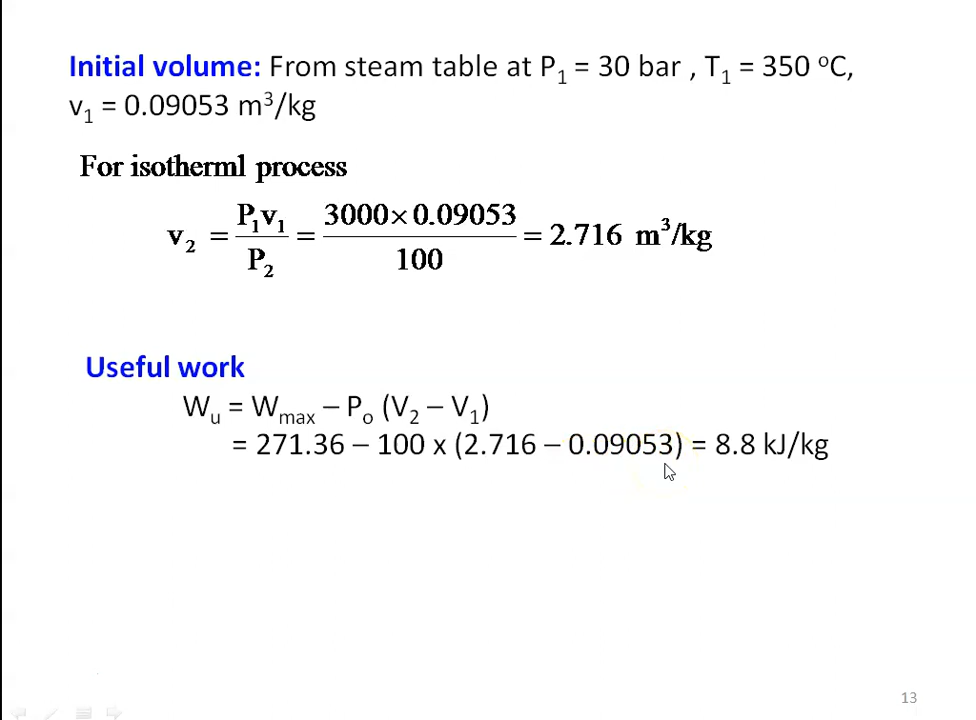 Initial volume: From steam table at P₁ = 30 bar , T₁ = 350 °C,
v₁ = 0.09053 m³/kg
For isotherml process
v₂ = P₁v₁ / P₂ = 3000×0.09053 / 100 = 2.716 m³/kg
Useful work
Wᵤ = Wₘₐₓ – Pₒ (V₂ – V₁)
= 271.36 – 100 x (2.716 – 0.09053) = 8.8 kJ/kg
13